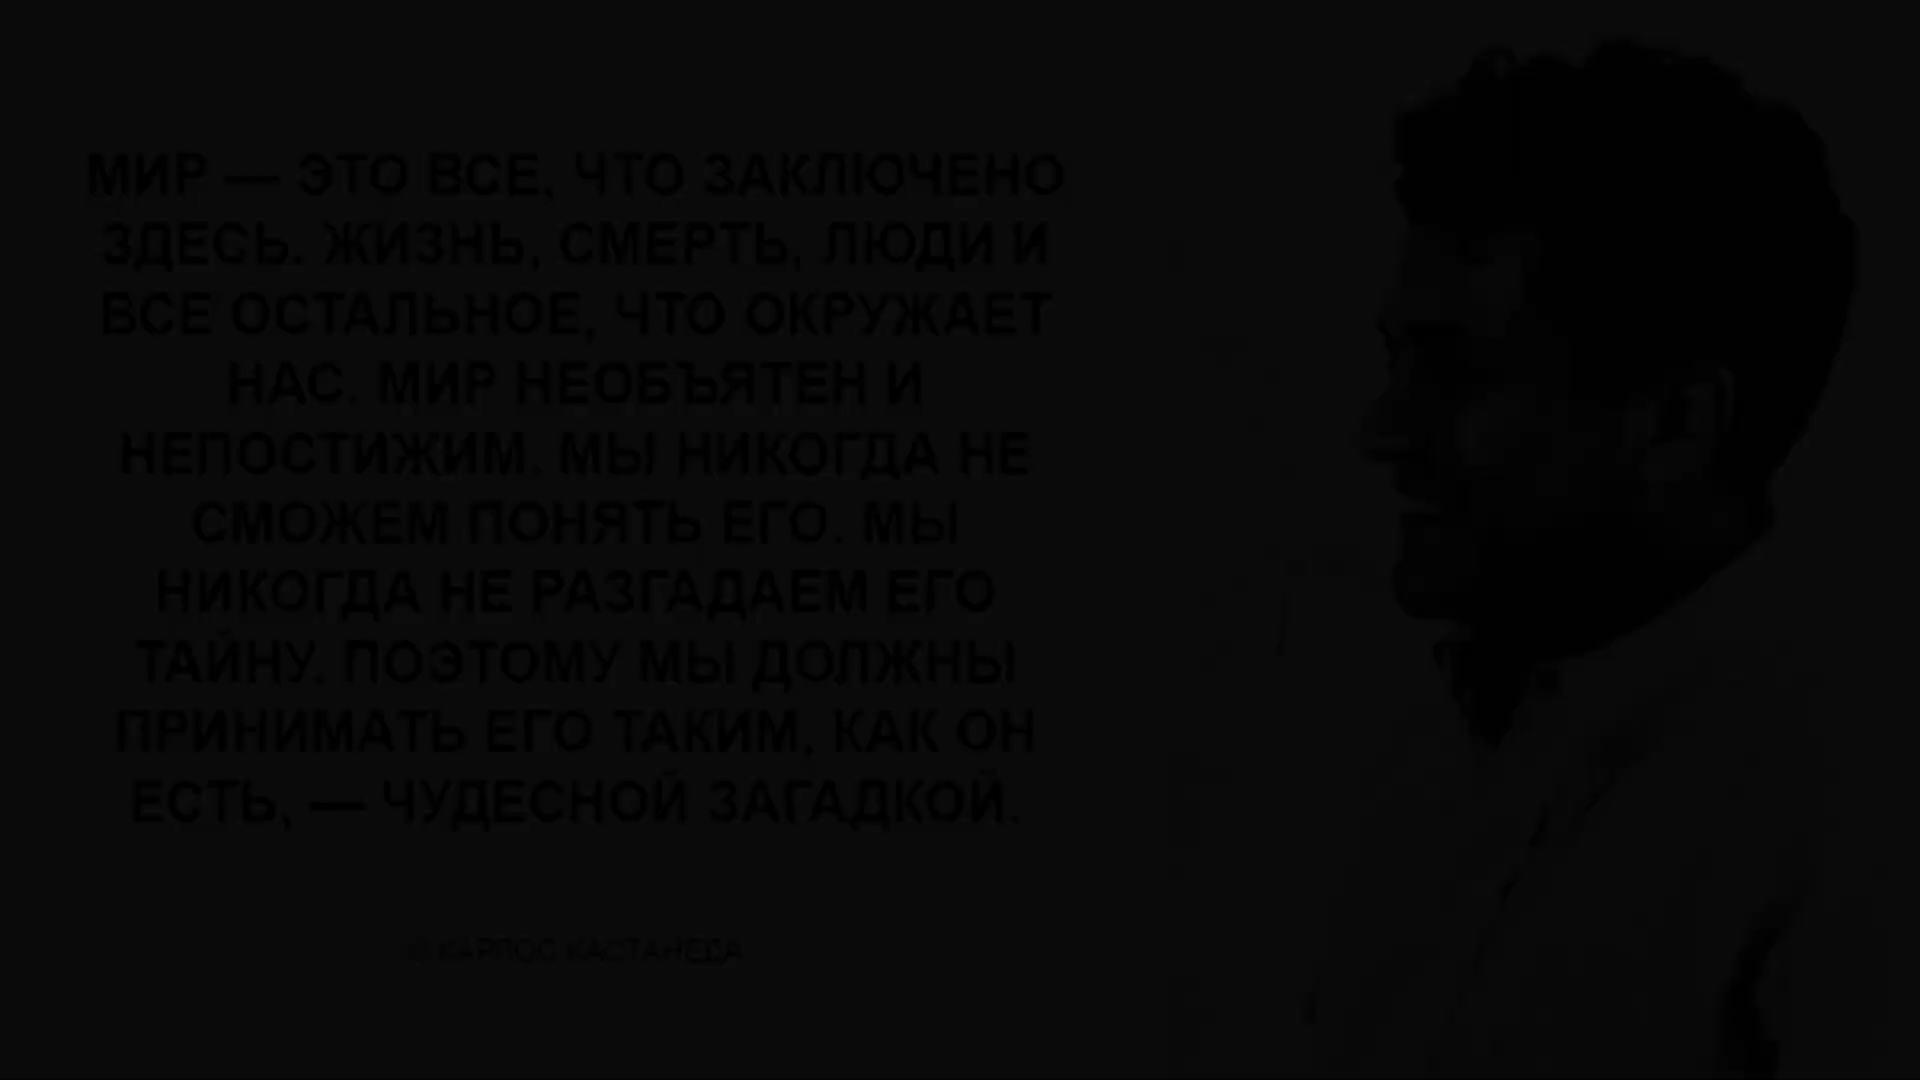 МИР — ЭТО ВСЕ, ЧТО ЗАКЛЮЧЕНО
ЗДЕСЬ. ЖИЗНЬ, СМЕРТЬ, ЛЮДИ И
ВСЕ ОСТАЛЬНОЕ, ЧТО ОКРУЖАЕТ
НАС. МИР НЕОБЪЯТЕН И
НЕПОСТИЖИМ. МЫ НИКОГДА НЕ
СМОЖЕМ ПОНЯТЬ ЕГО. МЫ
НИКОГДА НЕ РАЗГАДАЕМ ЕГО
ТАЙНУ. ПОЭТОМУ МЫ ДОЛЖНЫ
ПРИНИМАТЬ ЕГО ТАКИМ, КАК ОН
ЕСТЬ, — ЧУДЕСНОЙ ЗАГАДКОЙ.
© КАРЛОС КАСТАНЕДА